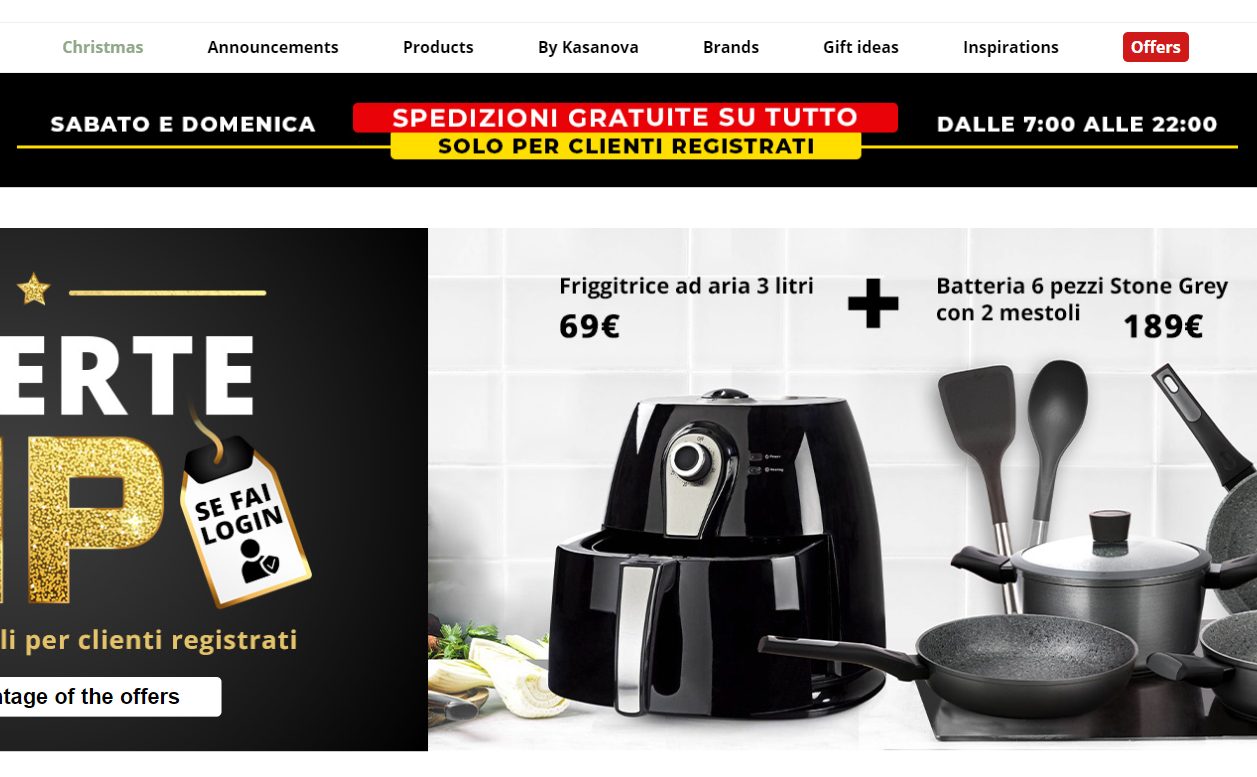 Christmas
Announcements
Products
By Kasanova
Brands
Gift ideas
Inspirations
Offers
SABATO E DOMENICA
SPEDIZIONI GRATUITE SU TUTTO
SOLO PER CLIENTI REGISTRATI
DALLE 7:00 ALLE 22:00
ERTE
IP
SE FAI
LOGIN
li per clienti registrati
ntage of the offers
Friggitrice ad aria 3 litri
69€
Batteria 6 pezzi Stone Grey
con 2 mestoli
189€